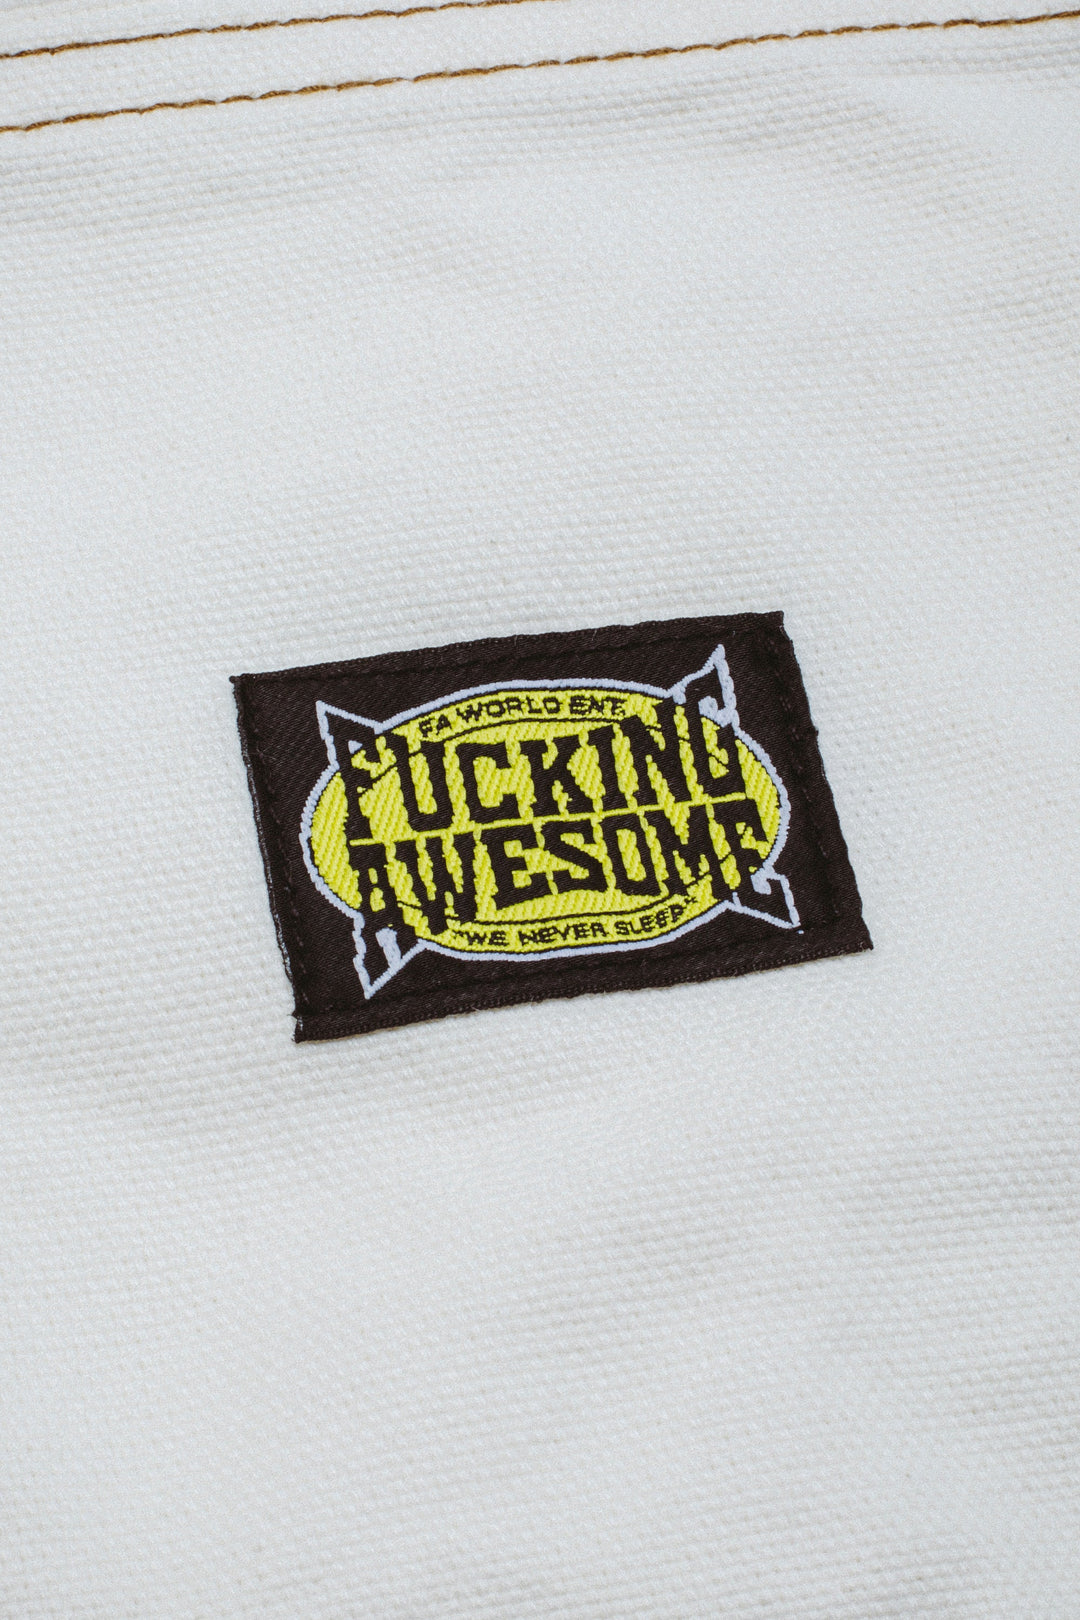 FA WORLD ENT.
FUCKING
AWESOME
"WE NEVER SLEEP"